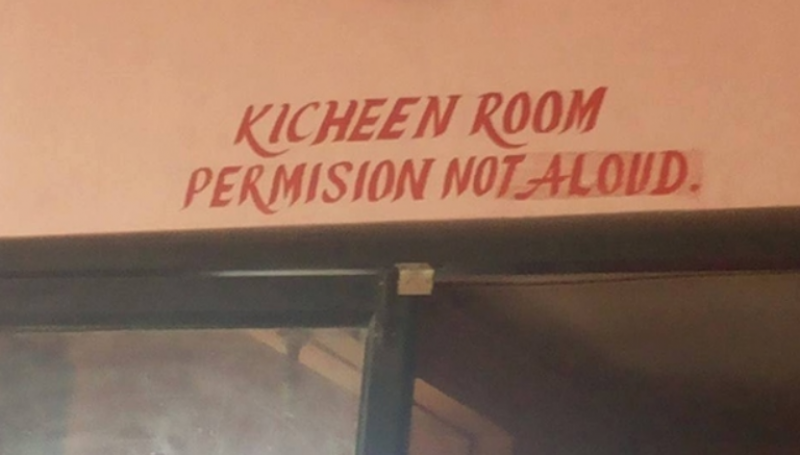 KICHEEN ROOM
PERMISION NOT ALOUD.